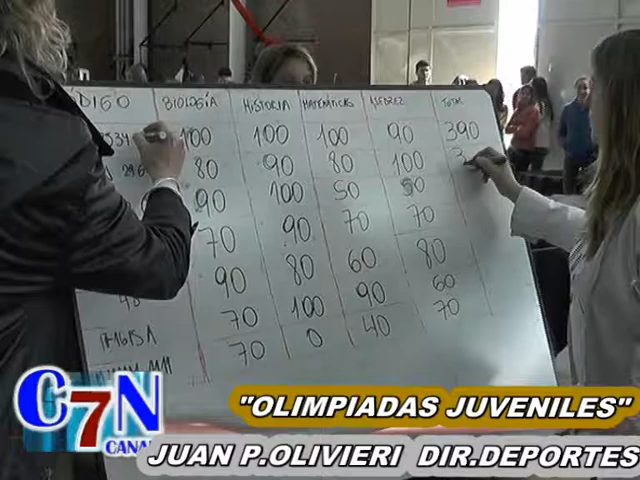 DIGO BIOLOGÍA HISTORIA MATEMÁTICAS AJEDREZ TOTAL
100 100 100 90 390
80 90 80 100
90 100 50 50
70 90 70 70
90 80 60 80
70 100 90 60
70 0 40 70
C7N
CANAL
"OLIMPIADAS JUVENILES"
JUAN P.OLIVIERI DIR.DEPORTES